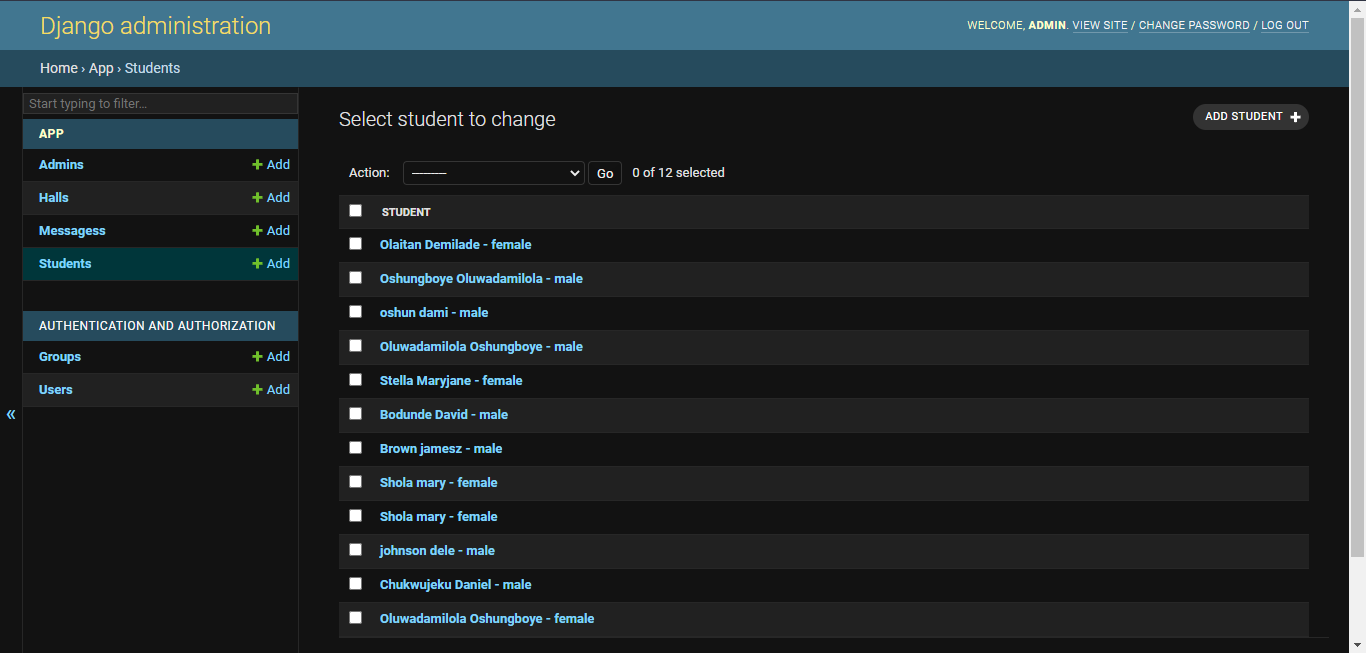 Django administration
WELCOME, ADMIN. VIEW SITE / CHANGE PASSWORD / LOG OUT
Home › App › Students
Start typing to filter...
APP
Admins + Add
Halls + Add
Messagess + Add
Students + Add
AUTHENTICATION AND AUTHORIZATION
Groups + Add
Users + Add
«
Select student to change
ADD STUDENT +
Action: --------- Go 0 of 12 selected
STUDENT
Olaitan Demilade - female
Oshungboye Oluwadamilola - male
oshun dami - male
Oluwadamilola Oshungboye - male
Stella Maryjane - female
Bodunde David - male
Brown jamesz - male
Shola mary - female
Shola mary - female
johnson dele - male
Chukwujeku Daniel - male
Oluwadamilola Oshungboye - female